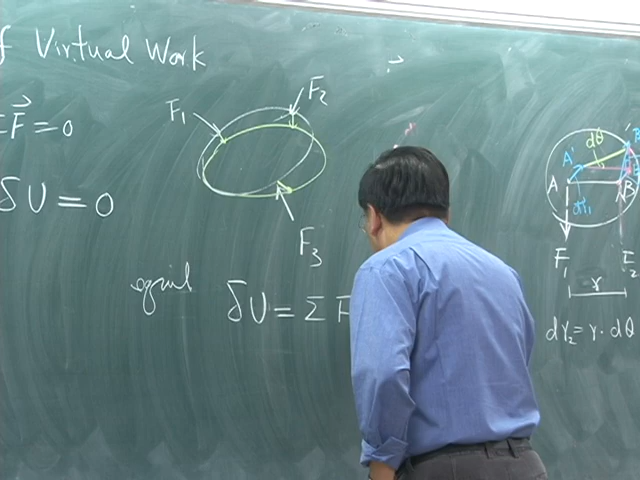 f Virtual Work
ΣF⃗ = 0
δU = 0
F₁
F₂
F₃
equil
δU = Σ F
dθ
A'
B'
A
B
dr₁
F₁
F₂
r
dr₂ = r · dθ